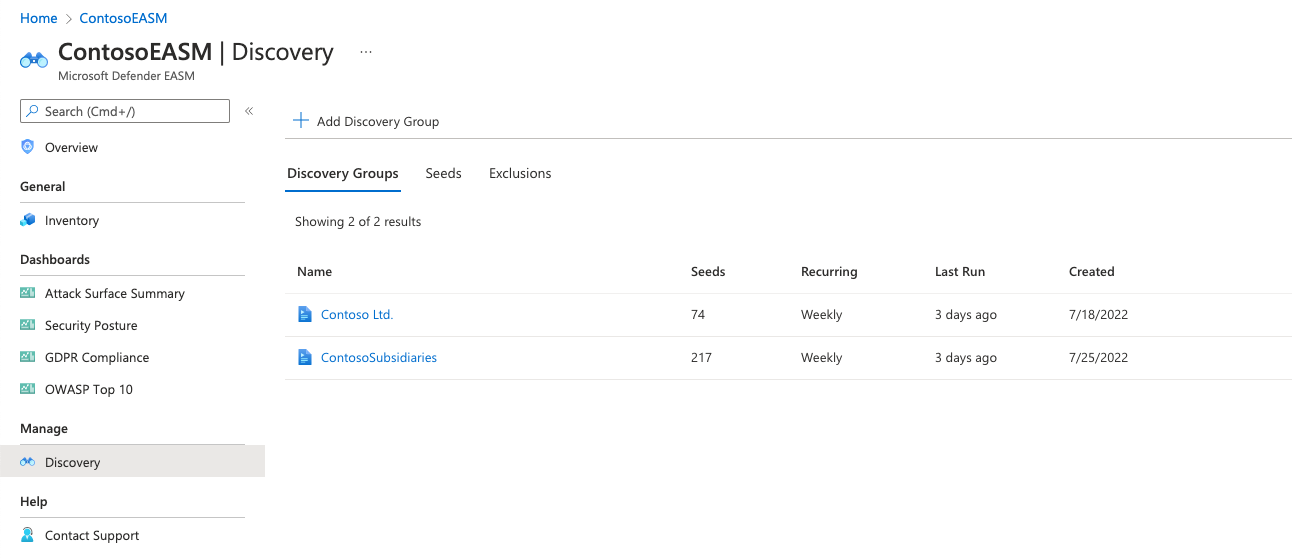 Home > ContosoEASM
ContosoEASM | Discovery ...
Microsoft Defender EASM
Search (Cmd+/) «
Overview
General
Inventory
Dashboards
Attack Surface Summary
Security Posture
GDPR Compliance
OWASP Top 10
Manage
Discovery
Help
Contact Support
+ Add Discovery Group
Discovery Groups Seeds Exclusions
Showing 2 of 2 results
Name Seeds Recurring Last Run Created
Contoso Ltd. 74 Weekly 3 days ago 7/18/2022
ContosoSubsidiaries 217 Weekly 3 days ago 7/25/2022